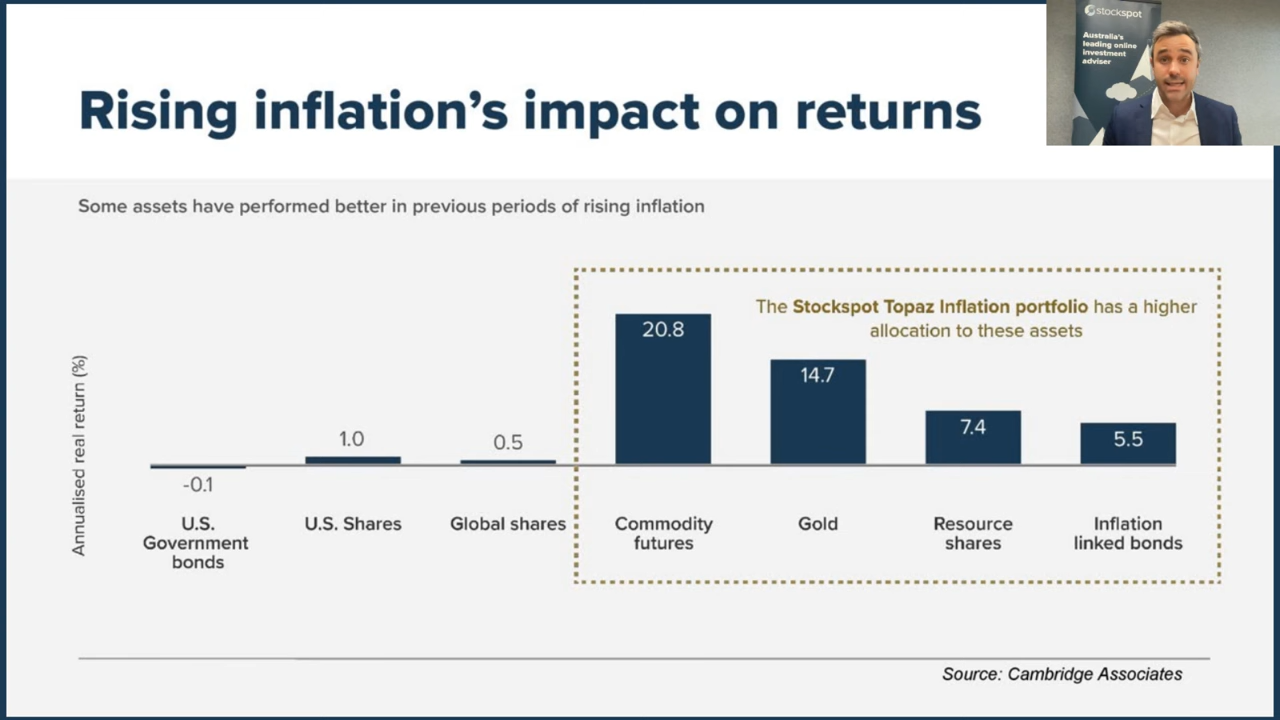 stockspot
Australia's
leading online
investment
adviser
Rising inflation's impact on returns
Some assets have performed better in previous periods of rising inflation
The Stockspot Topaz Inflation portfolio has a higher
allocation to these assets
Annualised real return (%)
-0.1
1.0
0.5
20.8
14.7
7.4
5.5
U.S.
Government
bonds
U.S. Shares
Global shares
Commodity
futures
Gold
Resource
shares
Inflation
linked bonds
Source: Cambridge Associates